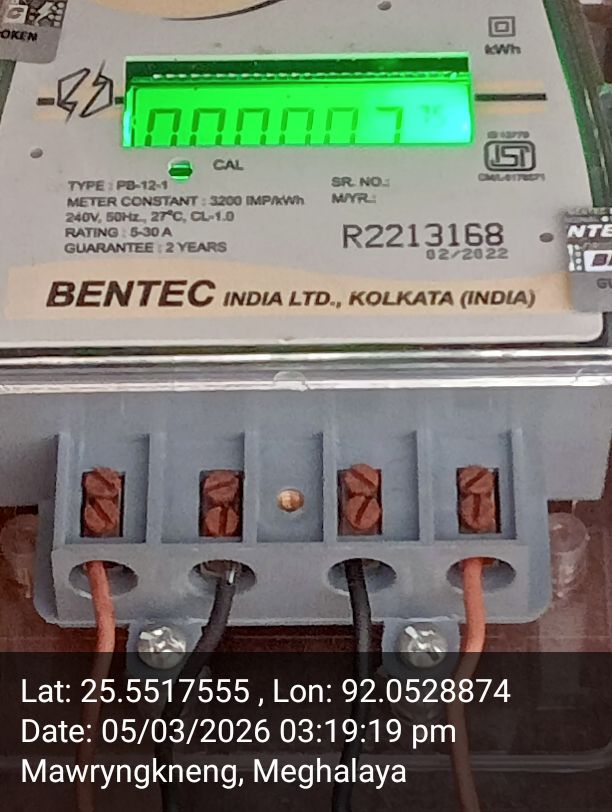 OKEN
kWh
000007
CAL
TYPE : PB-12-1
METER CONSTANT : 3200 IMP/kWh
240V, 50Hz., 27°C, CL-1.0
RATING : 5-30 A
GUARANTEE : 2 YEARS
SR. NO.:
M/YR.:
R2213168
02/2022
ISI
NTE
BENTEC INDIA LTD., KOLKATA (INDIA)
Lat: 25.5517555 , Lon: 92.0528874
Date: 05/03/2026 03:19:19 pm
Mawryngkneng, Meghalaya